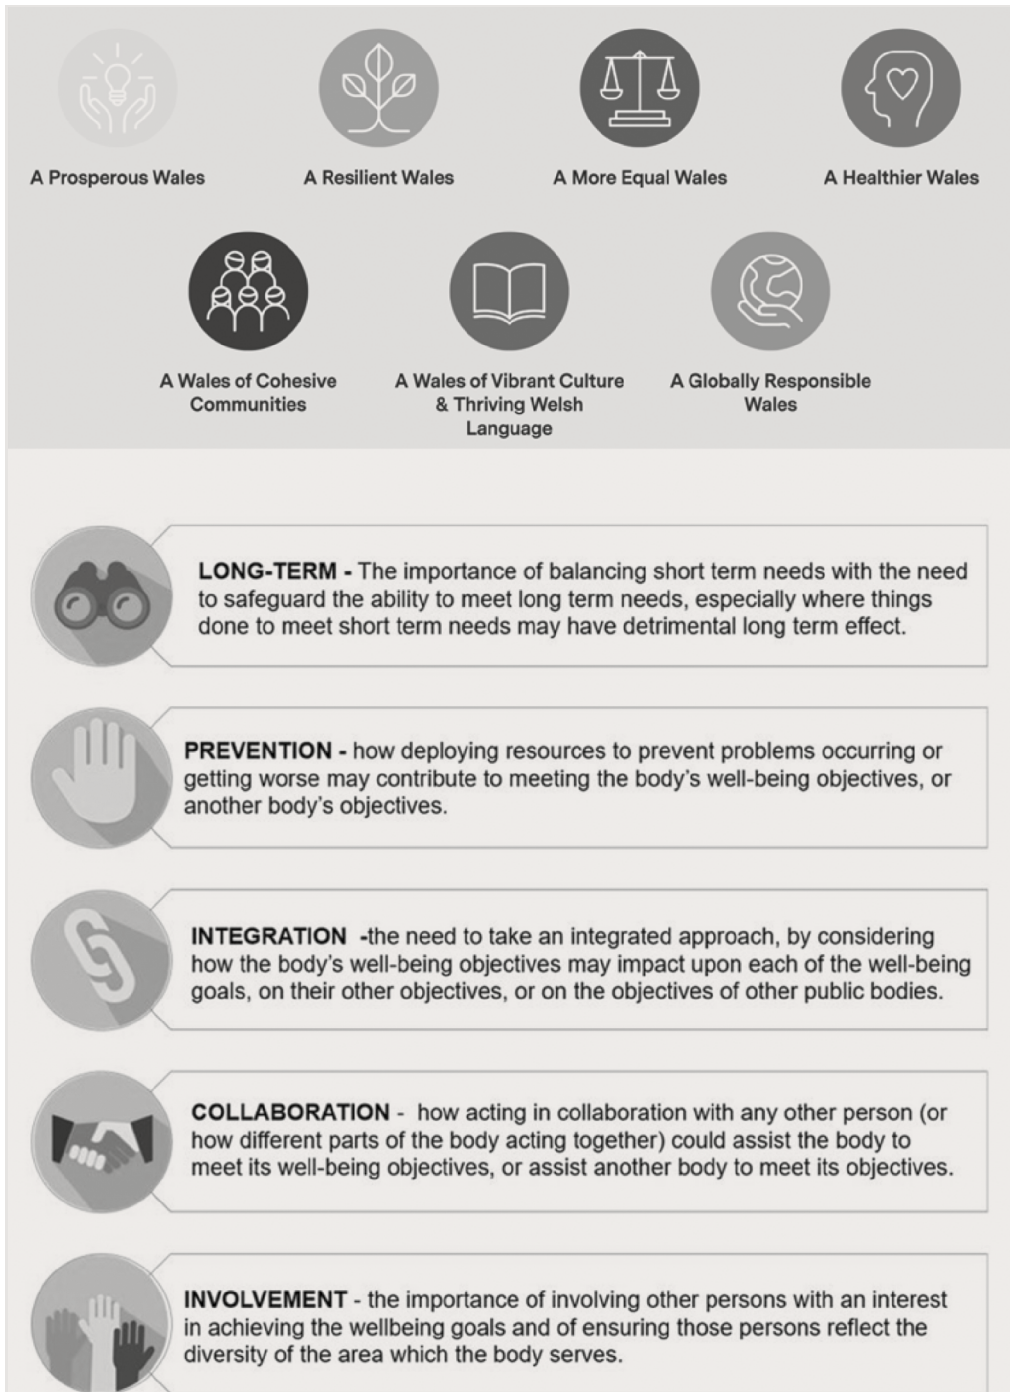 A Prosperous Wales
A Resilient Wales
A More Equal Wales
A Healthier Wales
A Wales of Cohesive
Communities
A Wales of Vibrant Culture
& Thriving Welsh
Language
A Globally Responsible
Wales
LONG-TERM - The importance of balancing short term needs with the need
to safeguard the ability to meet long term needs, especially where things
done to meet short term needs may have detrimental long term effect.
PREVENTION - how deploying resources to prevent problems occurring or
getting worse may contribute to meeting the body's well-being objectives, or
another body's objectives.
INTEGRATION -the need to take an integrated approach, by considering
how the body's well-being objectives may impact upon each of the well-being
goals, on their other objectives, or on the objectives of other public bodies.
COLLABORATION - how acting in collaboration with any other person (or
how different parts of the body acting together) could assist the body to
meet its well-being objectives, or assist another body to meet its objectives.
INVOLVEMENT - the importance of involving other persons with an interest
in achieving the wellbeing goals and of ensuring those persons reflect the
diversity of the area which the body serves.